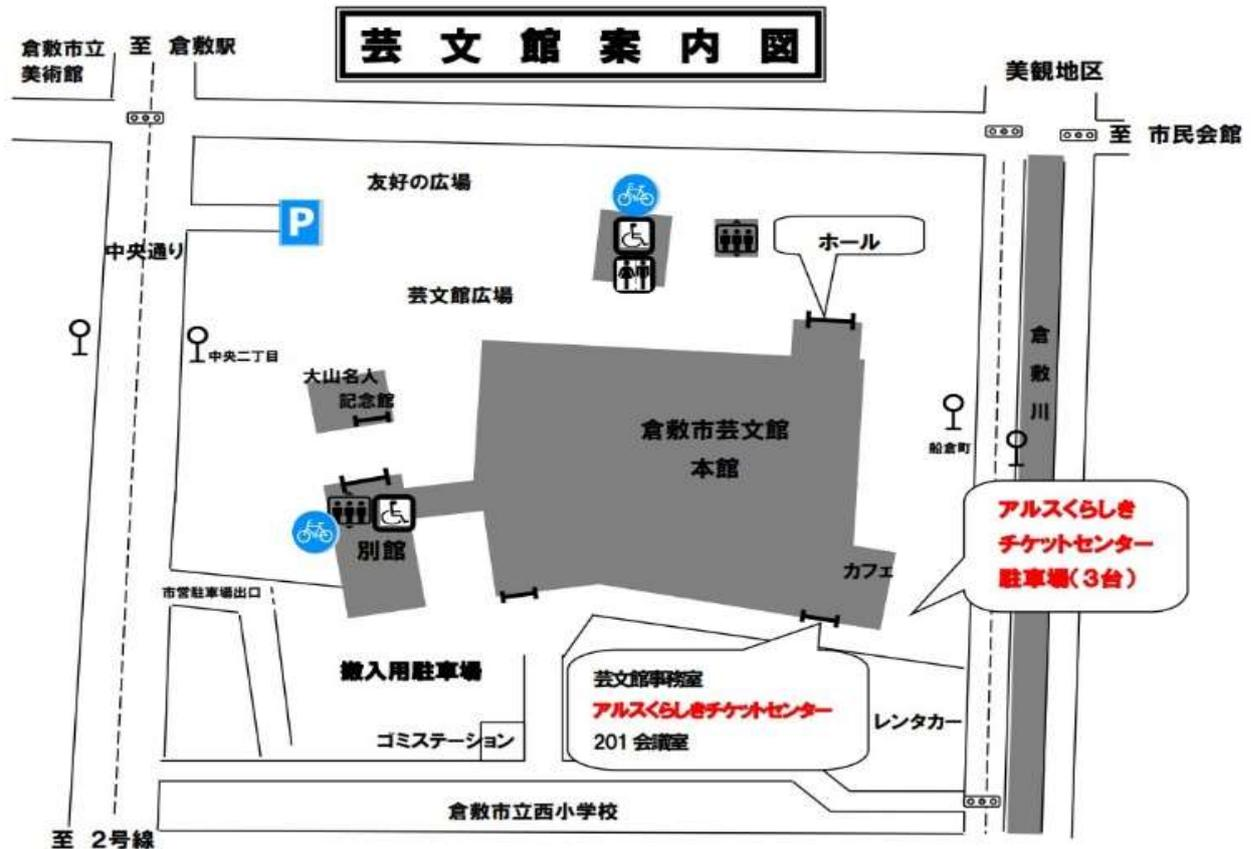 芸文館案内図
倉敷市立
美術館
至 倉敷駅
美観地区
至 市民会館
友好の広場
P
中央通り
ホール
芸文館広場
倉敷川
中央二丁目
大山名人
記念館
倉敷市芸文館
本館
船倉町
アルスくらしき
チケットセンター
駐車場(3台)
別館
カフェ
市営駐車場出口
搬入用駐車場
芸文館事務室
アルスくらしきチケットセンター
201 会議室
レンタカー
ゴミステーション
倉敷市立西小学校
至 2号線